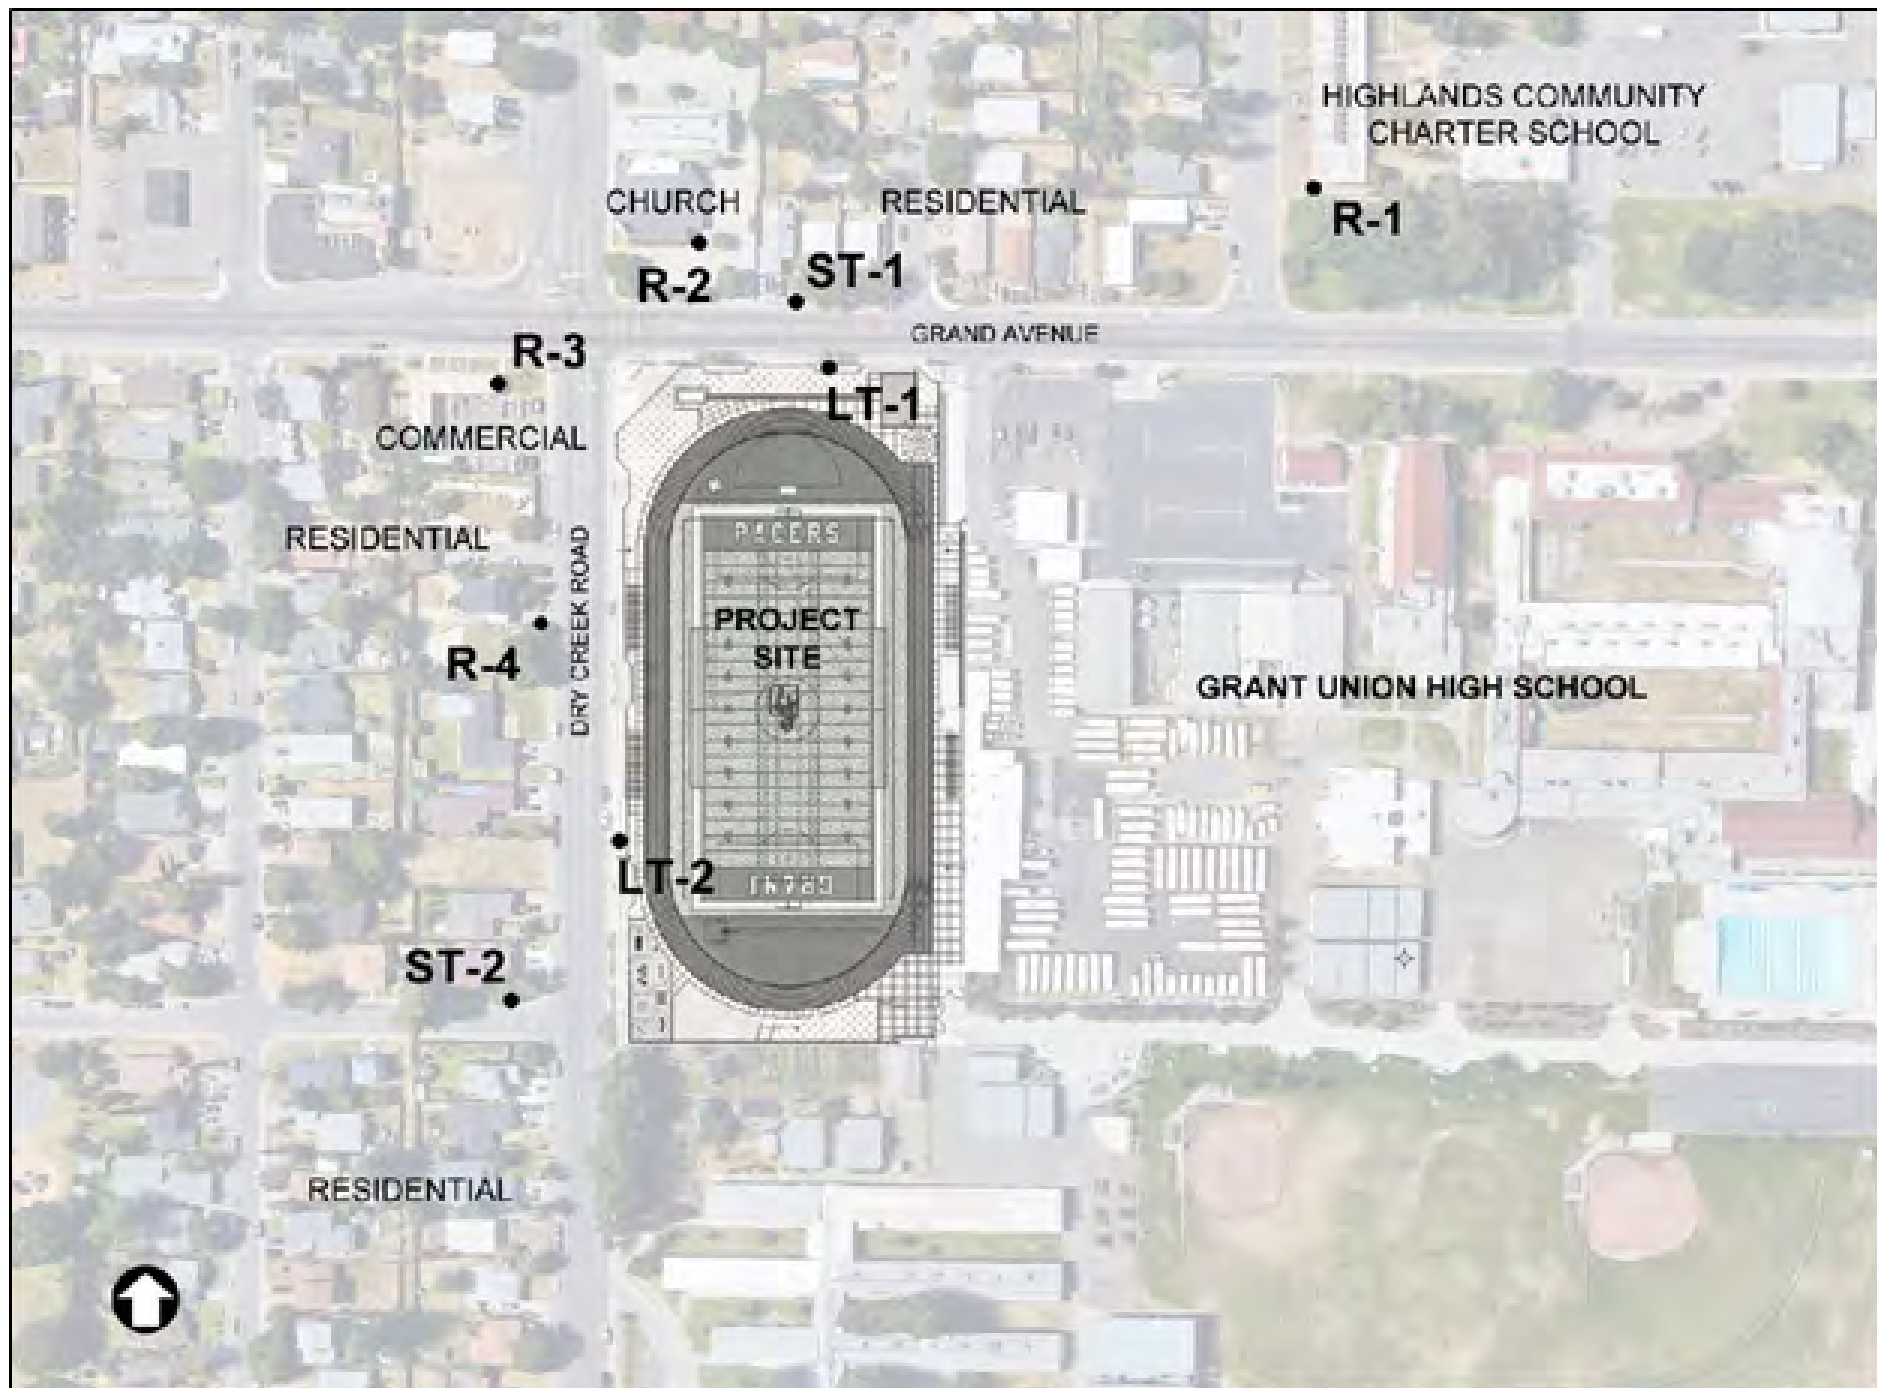 HIGHLANDS COMMUNITY
CHARTER SCHOOL
CHURCH
RESIDENTIAL
R-1
R-2
ST-1
GRAND AVENUE
R-3
LT-1
COMMERCIAL
PACERS
RESIDENTIAL
DRY CREEK ROAD
PROJECT
SITE
R-4
GRANT UNION HIGH SCHOOL
LT-2
GRANT
ST-2
RESIDENTIAL